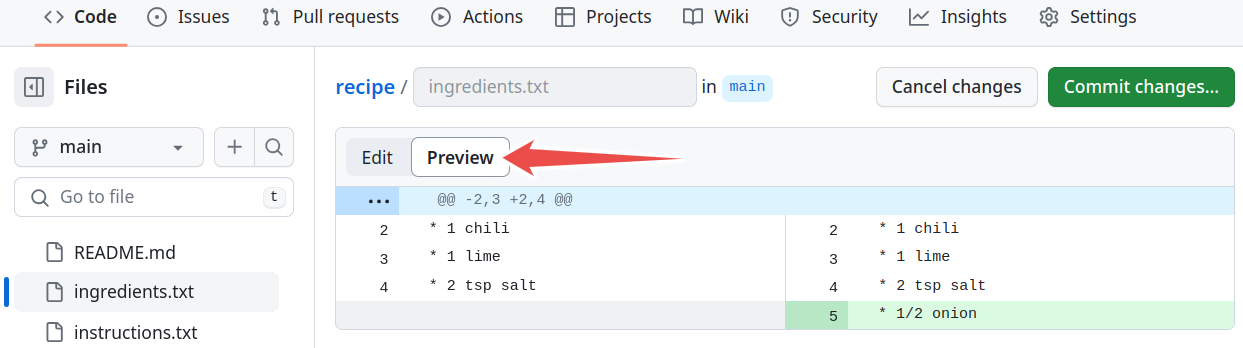 Code Issues Pull requests Actions Projects Wiki Security Insights Settings
Files
recipe / ingredients.txt in main Cancel changes Commit changes...
main
Edit Preview
Go to file t
... @@ -2,3 +2,4 @@
2 * 1 chili 2 * 1 chili
3 * 1 lime 3 * 1 lime
4 * 2 tsp salt 4 * 2 tsp salt
5 * 1/2 onion
README.md
ingredients.txt
instructions.txt